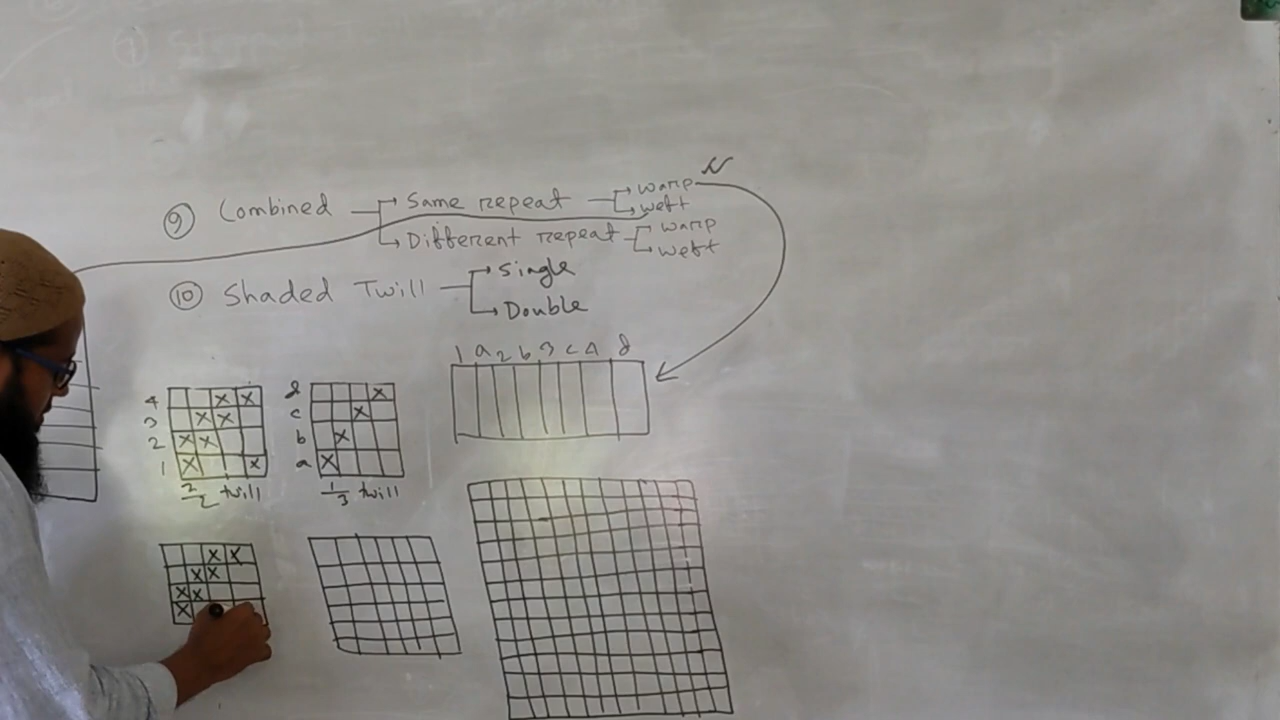 ⑨ Combined Same repeat warp
weft
Different repeat warp
weft
⑩ Shaded Twill Single
Double
1 a 2 b 3 c 4 d
4 X X
3 X X
2 X X
1 X X
2/2 twill
d X
c X
b X
a X
1/3 twill
X X
X X
X X
X